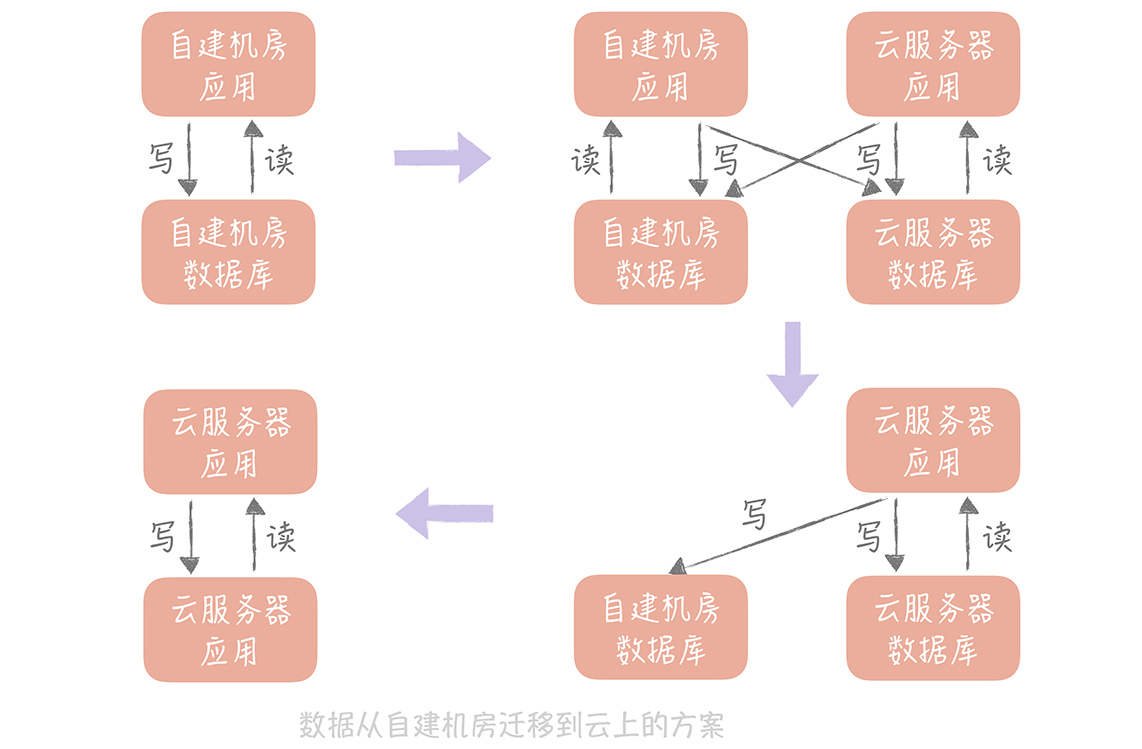 自建机房
应用
写
读
自建机房
数据库
自建机房
应用
云服务器
应用
读
写
写
读
自建机房
数据库
云服务器
数据库
云服务器
应用
写
写
读
自建机房
数据库
云服务器
数据库
云服务器
应用
写
读
云服务器
应用
数据从自建机房迁移到云上的方案